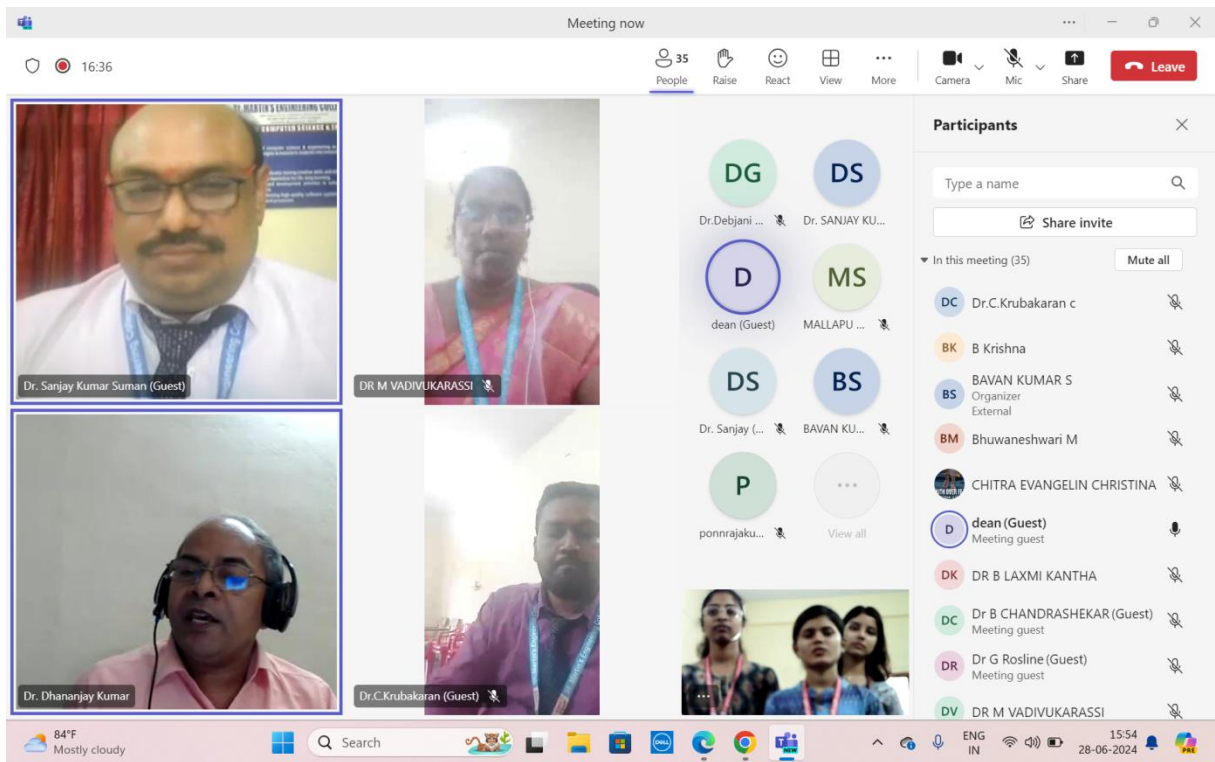 Meeting now
16:36
35
People
Raise
React
View
More
Camera
Mic
Share
Leave
COMPUTER SCIENCE &
Dr. Sanjay Kumar Suman (Guest)
DR M VADIVUKARASSI
Dr. Dhananjay Kumar
Dr.C.Krubakaran (Guest)
DG
Dr.Debjani ...
DS
Dr. SANJAY KU...
D
dean (Guest)
MS
MALLAPU ...
DS
Dr. Sanjay (...
BS
BAVAN KU...
P
ponnrajaku...
View all
Participants
Type a name
Share invite
In this meeting (35)
Mute all
DC Dr.C.Krubakaran c
BK B Krishna
BS BAVAN KUMAR S
Organizer
External
BM Bhuwaneshwari M
CHITRA EVANGELIN CHRISTINA
D dean (Guest)
Meeting guest
DK DR B LAXMI KANTHA
DC Dr B CHANDRASHEKAR (Guest)
Meeting guest
DR Dr G Rosline (Guest)
Meeting guest
DV DR M VADIVUKARASSI
84°F
Mostly cloudy
Search
DELL
NEW
ENG
IN
15:54
28-06-2024
PRE